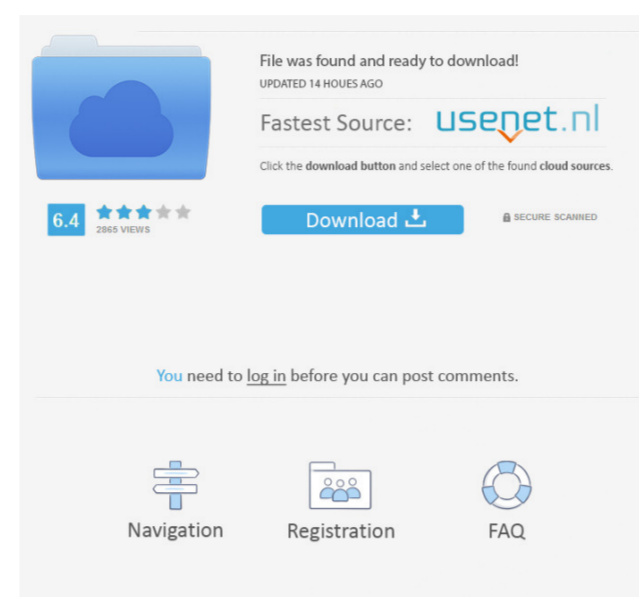 File was found and ready to download!
UPDATED 14 HOUES AGO
Fastest Source: usenet.nl
Click the download button and select one of the found cloud sources.
6.4
2865 VIEWS
Download
SECURE SCANNED
You need to log in before you can post comments.
Navigation
Registration
FAQ